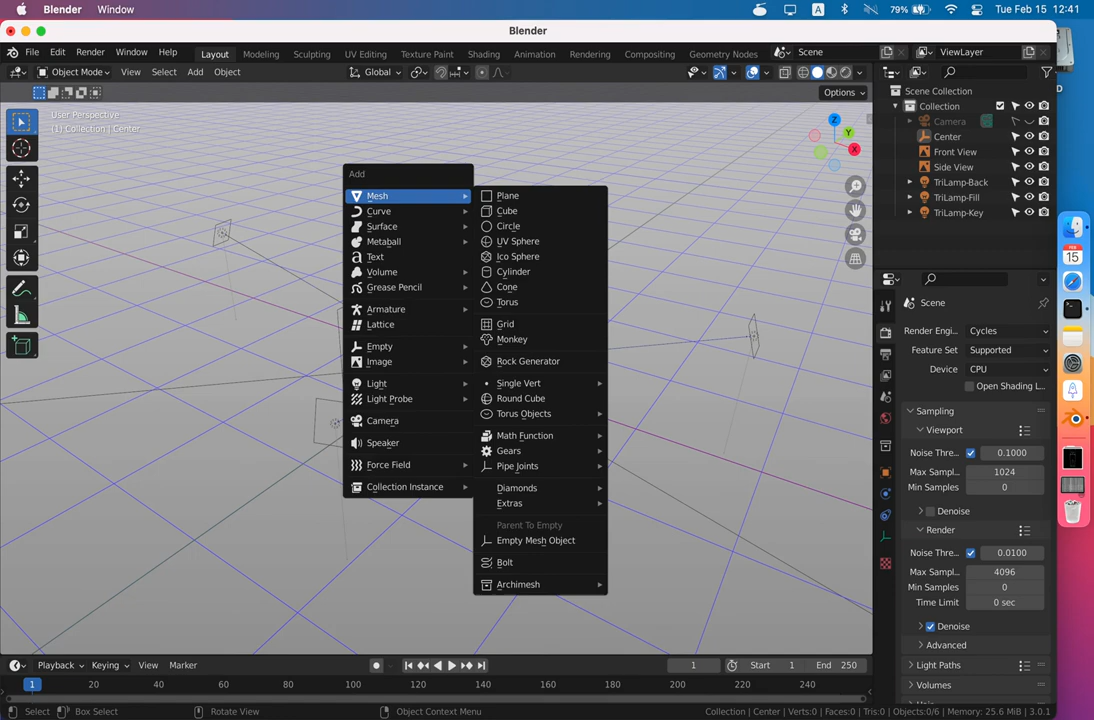 Blender File Edit Render Window Help 79% Tue Feb 15 12:41
A
Blender
File Edit Render Window Help Layout Modeling Sculpting UV Editing Texture Paint Shading Animation Rendering Compositing Geometry Nodes Scene ViewLayer
Object Mode View Select Add Object Global
Options
User Perspective
(1) Collection | Center
Z
Y
X
Add
Mesh
Curve
Surface
Metaball
Text
Volume
Grease Pencil
Armature
Lattice
Empty
Image
Light
Light Probe
Camera
Speaker
Force Field
Collection Instance
Plane
Cube
Circle
UV Sphere
Ico Sphere
Cylinder
Cone
Torus
Grid
Monkey
Rock Generator
Single Vert
Round Cube
Torus Objects
Math Function
Gears
Pipe Joints
Diamonds
Extras
Parent To Empty
Empty Mesh Object
Bolt
Archimesh
Scene Collection
Collection
Camera
Center
Front View
Side View
TriLamp-Back
TriLamp-Fill
TriLamp-Key
Scene
Render Engi... Cycles
Feature Set Supported
Device CPU
Open Shading L...
Sampling
Viewport
Noise Thre... 0.1000
Max Sampl... 1024
Min Samples 0
Denoise
Render
Noise Thre... 0.0100
Max Sampl... 4096
Min Samples 0
Time Limit 0 sec
Denoise
Advanced
Light Paths
Volumes
D
FEB
15
Playback Keying View Marker 1 Start 1 End 250
1 20 40 60 80 100 120 140 160 180 200 220 240
Select Box Select Rotate View Object Context Menu Collection | Center | Verts:0 | Faces:0 | Tris:0 | Objects:0/6 | Memory: 25.6 MiB | 3.0.1